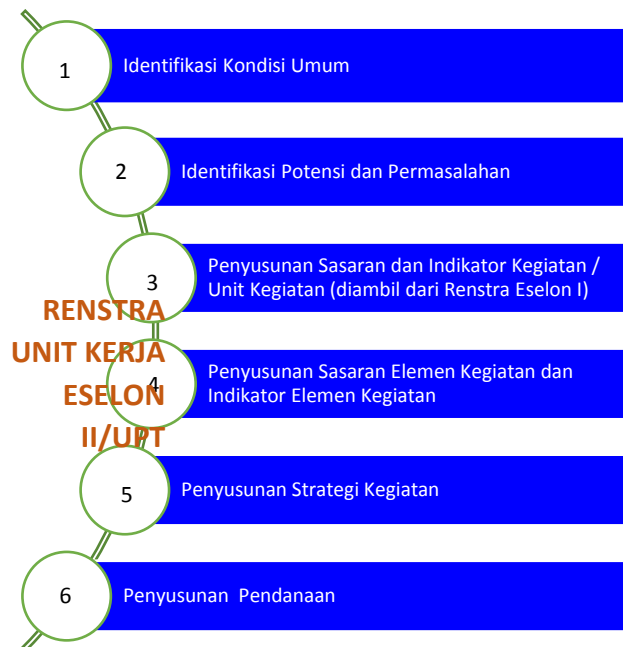 1
Identifikasi Kondisi Umum
2
Identifikasi Potensi dan Permasalahan
3
Penyusunan Sasaran dan Indikator Kegiatan /
Unit Kegiatan (diambil dari Renstra Eselon I)
RENSTRA
UNIT KERJA
ESELON
II/UPT
4
Penyusunan Sasaran Elemen Kegiatan dan
Indikator Elemen Kegiatan
5
Penyusunan Strategi Kegiatan
6
Penyusunan Pendanaan